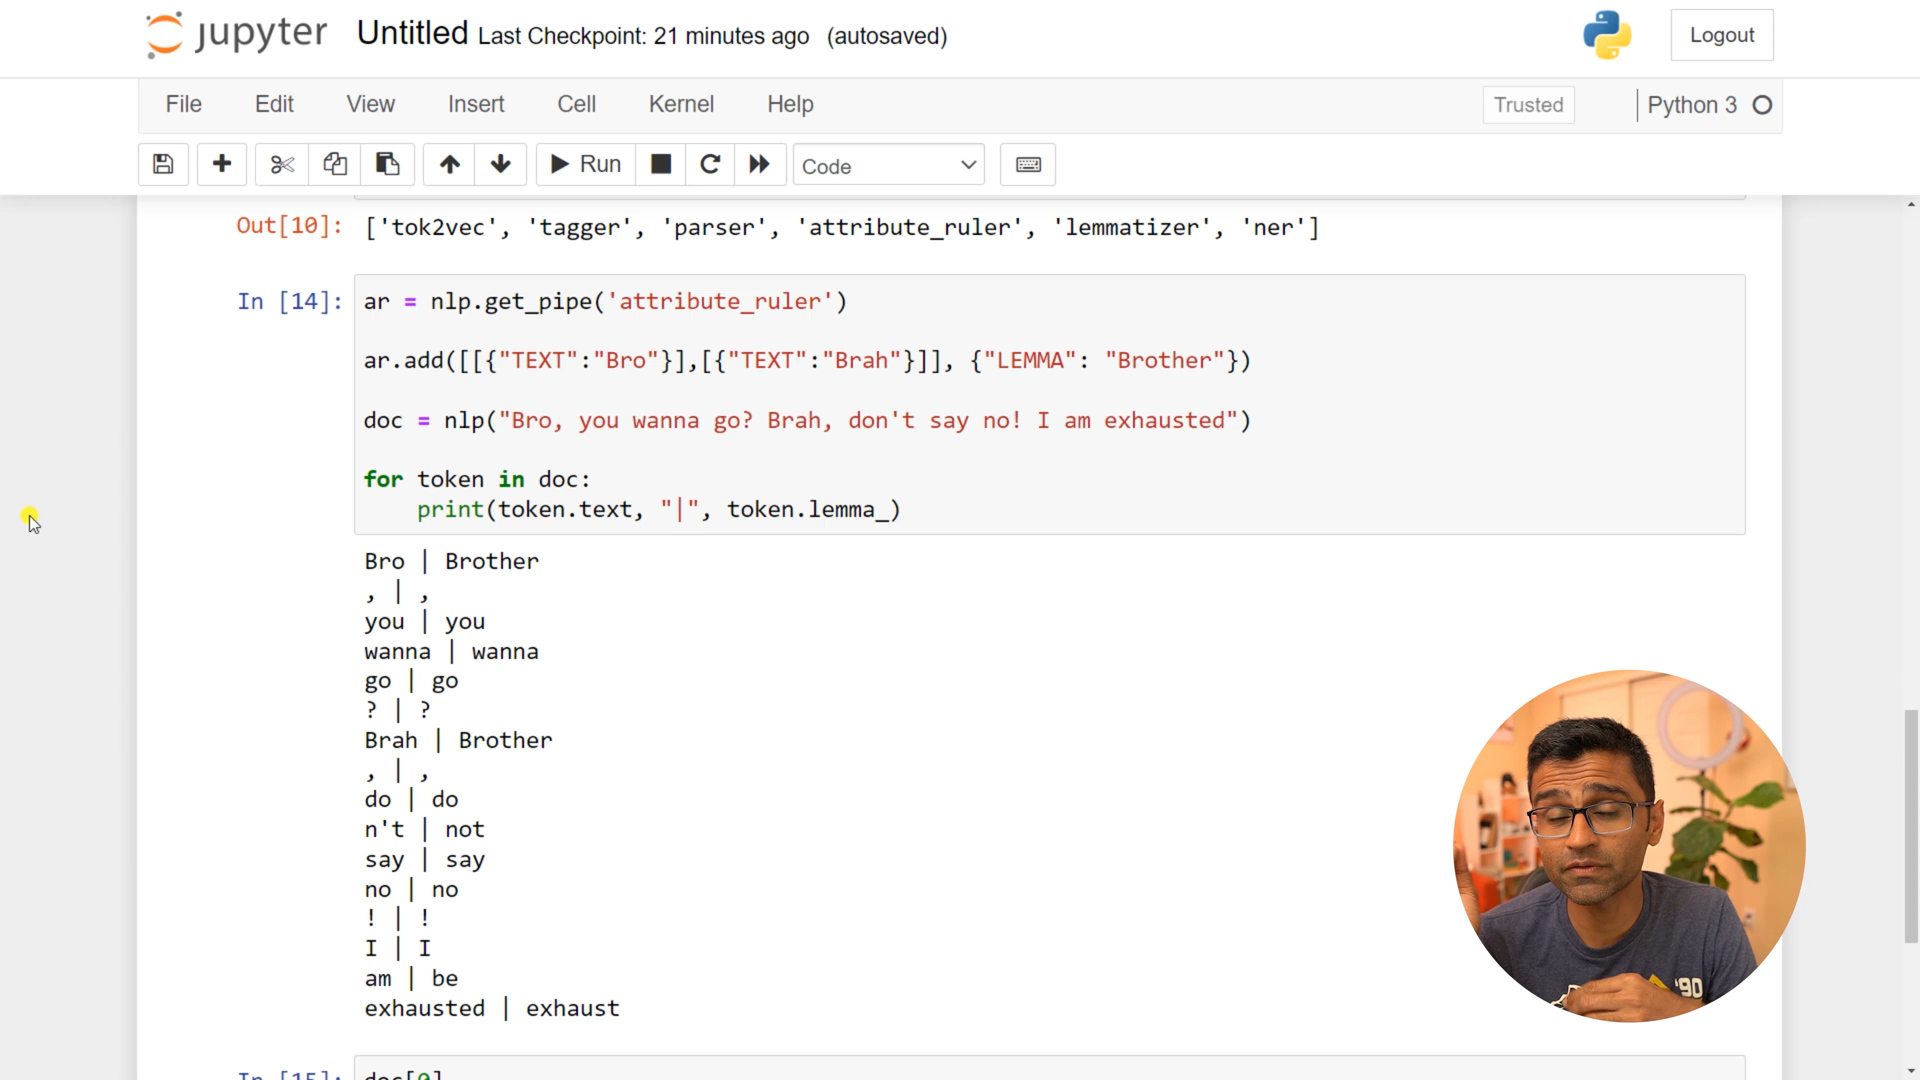 jupyter Untitled Last Checkpoint: 21 minutes ago (autosaved) Logout
File Edit View Insert Cell Kernel Help Trusted Python 3
Run Code
Out[10]: ['tok2vec', 'tagger', 'parser', 'attribute_ruler', 'lemmatizer', 'ner']
In [14]: ar = nlp.get_pipe('attribute_ruler')
ar.add([[{"TEXT":"Bro"}],[{"TEXT":"Brah"}]], {"LEMMA": "Brother"})
doc = nlp("Bro, you wanna go? Brah, don't say no! I am exhausted")
for token in doc:
print(token.text, "|", token.lemma_)
Bro | Brother
, | ,
you | you
wanna | wanna
go | go
? | ?
Brah | Brother
, | ,
do | do
n't | not
say | say
no | no
! | !
I | I
am | be
exhausted | exhaust
In [15]: doc[0]
'90